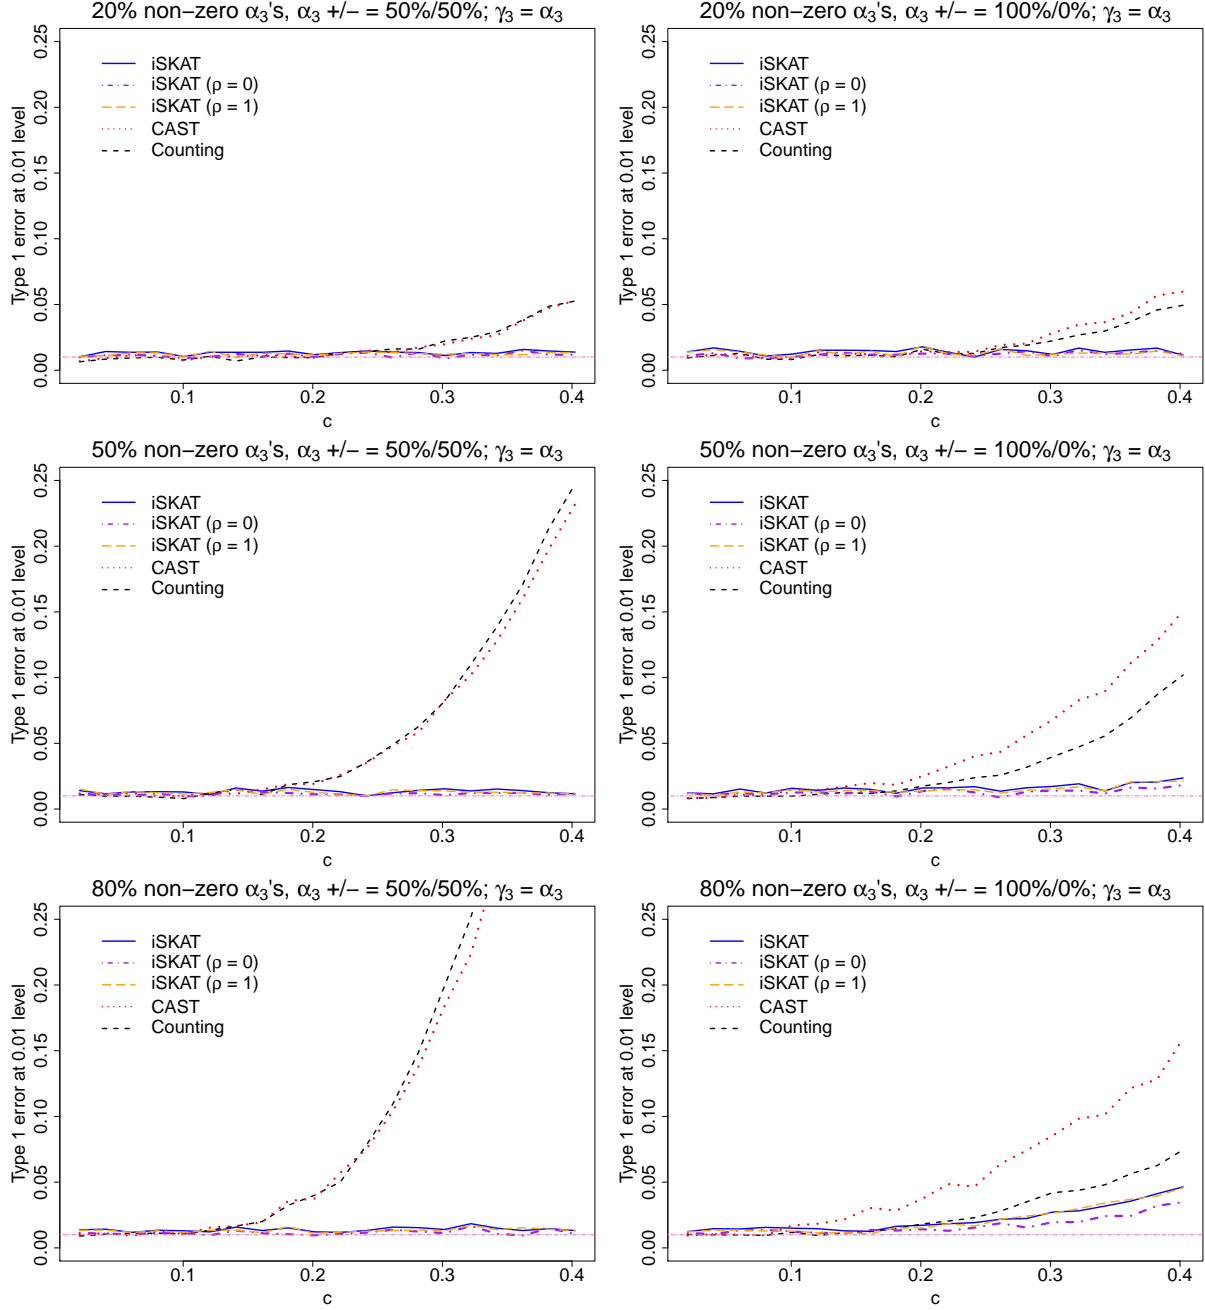 20% non−zero α₃'s, α₃ +/− = 50%/50%; γ₃ = α₃
Type 1 error at 0.01 level
0.00 0.05 0.10 0.15 0.20 0.25
iSKAT
iSKAT (ρ = 0)
iSKAT (ρ = 1)
CAST
Counting
0.1 0.2 0.3 0.4
c
20% non−zero α₃'s, α₃ +/− = 100%/0%; γ₃ = α₃
Type 1 error at 0.01 level
0.00 0.05 0.10 0.15 0.20 0.25
iSKAT
iSKAT (ρ = 0)
iSKAT (ρ = 1)
CAST
Counting
0.1 0.2 0.3 0.4
c
50% non−zero α₃'s, α₃ +/− = 50%/50%; γ₃ = α₃
Type 1 error at 0.01 level
0.00 0.05 0.10 0.15 0.20 0.25
iSKAT
iSKAT (ρ = 0)
iSKAT (ρ = 1)
CAST
Counting
0.1 0.2 0.3 0.4
c
50% non−zero α₃'s, α₃ +/− = 100%/0%; γ₃ = α₃
Type 1 error at 0.01 level
0.00 0.05 0.10 0.15 0.20 0.25
iSKAT
iSKAT (ρ = 0)
iSKAT (ρ = 1)
CAST
Counting
0.1 0.2 0.3 0.4
c
80% non−zero α₃'s, α₃ +/− = 50%/50%; γ₃ = α₃
Type 1 error at 0.01 level
0.00 0.05 0.10 0.15 0.20 0.25
iSKAT
iSKAT (ρ = 0)
iSKAT (ρ = 1)
CAST
Counting
0.1 0.2 0.3 0.4
c
80% non−zero α₃'s, α₃ +/− = 100%/0%; γ₃ = α₃
Type 1 error at 0.01 level
0.00 0.05 0.10 0.15 0.20 0.25
iSKAT
iSKAT (ρ = 0)
iSKAT (ρ = 1)
CAST
Counting
0.1 0.2 0.3 0.4
c